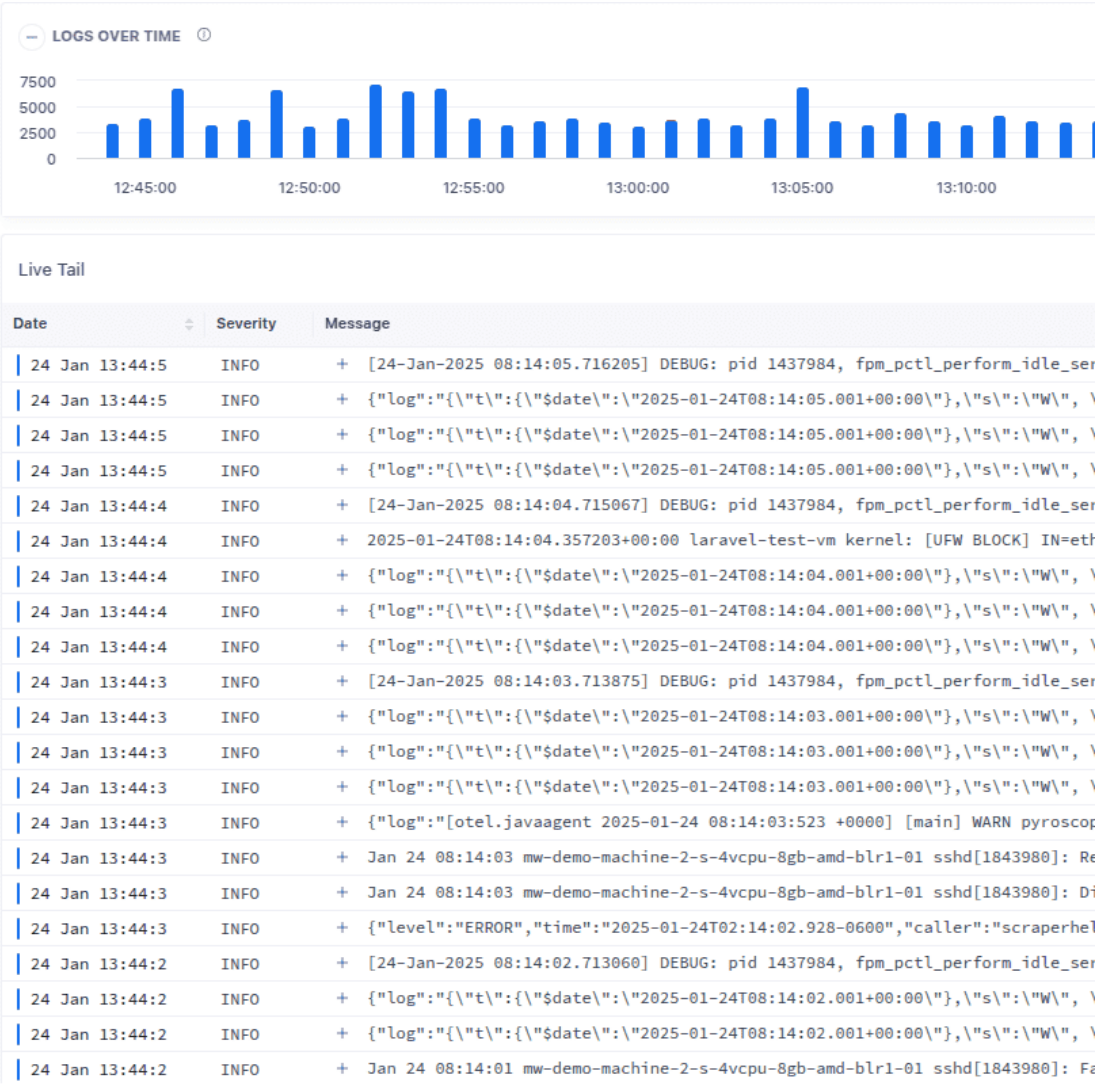 LOGS OVER TIME
7500
5000
2500
0
12:45:00 12:50:00 12:55:00 13:00:00 13:05:00 13:10:00
Live Tail
Date Severity Message
24 Jan 13:44:5 INFO + [24-Jan-2025 08:14:05.716205] DEBUG: pid 1437984, fpm_pctl_perform_idle_ser
24 Jan 13:44:5 INFO + {"log":"{\"t\":{\"$date\":\"2025-01-24T08:14:05.001+00:00\"},\"s\":\"W\", \
24 Jan 13:44:5 INFO + {"log":"{\"t\":{\"$date\":\"2025-01-24T08:14:05.001+00:00\"},\"s\":\"W\", \
24 Jan 13:44:5 INFO + {"log":"{\"t\":{\"$date\":\"2025-01-24T08:14:05.001+00:00\"},\"s\":\"W\", \
24 Jan 13:44:4 INFO + [24-Jan-2025 08:14:04.715067] DEBUG: pid 1437984, fpm_pctl_perform_idle_ser
24 Jan 13:44:4 INFO + 2025-01-24T08:14:04.357203+00:00 laravel-test-vm kernel: [UFW BLOCK] IN=eth
24 Jan 13:44:4 INFO + {"log":"{\"t\":{\"$date\":\"2025-01-24T08:14:04.001+00:00\"},\"s\":\"W\", \
24 Jan 13:44:4 INFO + {"log":"{\"t\":{\"$date\":\"2025-01-24T08:14:04.001+00:00\"},\"s\":\"W\", \
24 Jan 13:44:4 INFO + {"log":"{\"t\":{\"$date\":\"2025-01-24T08:14:04.001+00:00\"},\"s\":\"W\", \
24 Jan 13:44:3 INFO + [24-Jan-2025 08:14:03.713875] DEBUG: pid 1437984, fpm_pctl_perform_idle_ser
24 Jan 13:44:3 INFO + {"log":"{\"t\":{\"$date\":\"2025-01-24T08:14:03.001+00:00\"},\"s\":\"W\", \
24 Jan 13:44:3 INFO + {"log":"{\"t\":{\"$date\":\"2025-01-24T08:14:03.001+00:00\"},\"s\":\"W\", \
24 Jan 13:44:3 INFO + {"log":"{\"t\":{\"$date\":\"2025-01-24T08:14:03.001+00:00\"},\"s\":\"W\", \
24 Jan 13:44:3 INFO + {"log":"[otel.javaagent 2025-01-24 08:14:03:523 +0000] [main] WARN pyroscop
24 Jan 13:44:3 INFO + Jan 24 08:14:03 mw-demo-machine-2-s-4vcpu-8gb-amd-blr1-01 sshd[1843980]: Re
24 Jan 13:44:3 INFO + Jan 24 08:14:03 mw-demo-machine-2-s-4vcpu-8gb-amd-blr1-01 sshd[1843980]: Di
24 Jan 13:44:3 INFO + {"level":"ERROR","time":"2025-01-24T02:14:02.928-0600","caller":"scraperhel
24 Jan 13:44:2 INFO + [24-Jan-2025 08:14:02.713060] DEBUG: pid 1437984, fpm_pctl_perform_idle_ser
24 Jan 13:44:2 INFO + {"log":"{\"t\":{\"$date\":\"2025-01-24T08:14:02.001+00:00\"},\"s\":\"W\", \
24 Jan 13:44:2 INFO + {"log":"{\"t\":{\"$date\":\"2025-01-24T08:14:02.001+00:00\"},\"s\":\"W\", \
24 Jan 13:44:2 INFO + Jan 24 08:14:01 mw-demo-machine-2-s-4vcpu-8gb-amd-blr1-01 sshd[1843980]: Fa